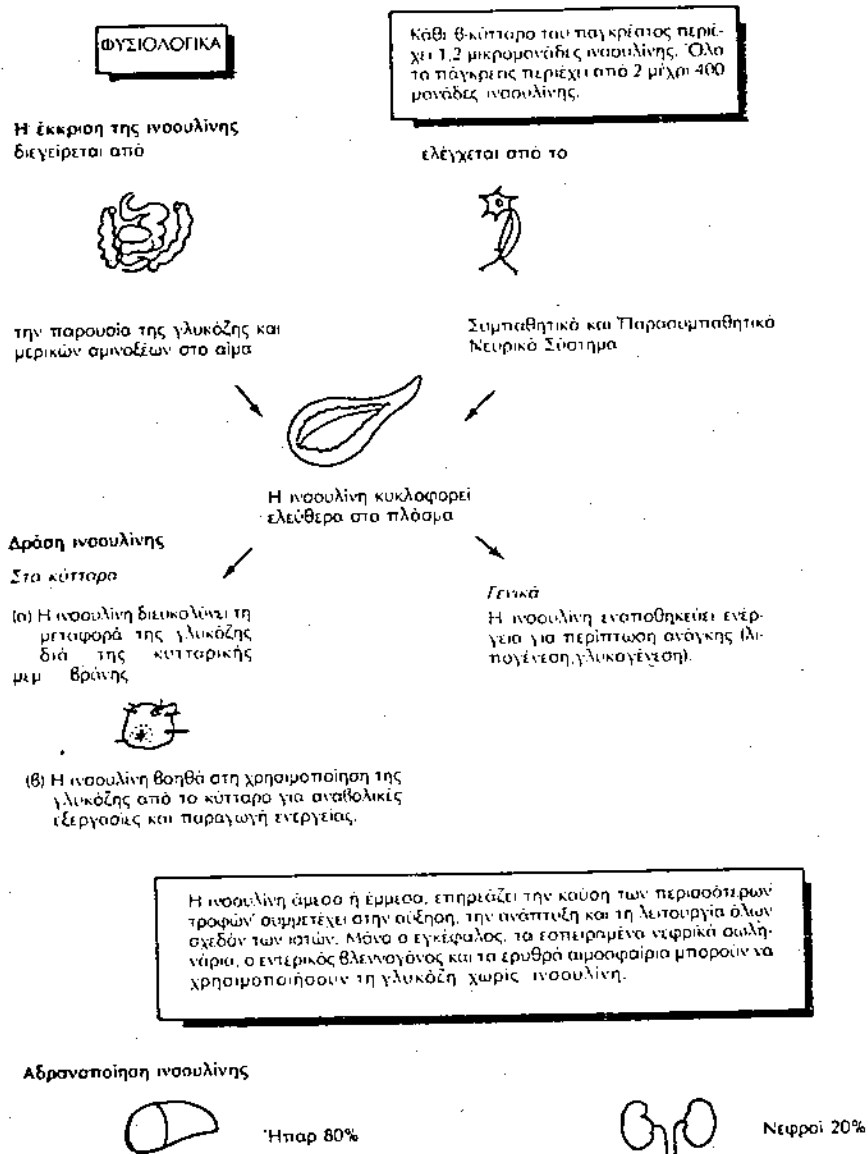 ΦΥΣΙΟΛΟΓΙΚΑ
Κάθε β-κύτταρο του παγκρέατος περιέ-
χει 1,2 μικρομονάδες ινσουλίνης. Όλο
το πάγκρεας περιέχει από 2 μέχρι 400
μονάδες ινσουλίνης.
Η έκκριση της ινσουλίνης
διεγείρεται από
ελέγχεται από το
την παρουσία της γλυκόζης και
μερικών αμινοξέων στο αίμα
Συμπαθητικό και Παρασυμπαθητικό
Νευρικό Σύστημα
Η ινσουλίνη κυκλοφορεί
ελεύθερα στο πλάσμα
Δράση ινσουλίνης
Στα κύτταρα
(α) Η ινσουλίνη διευκολύνει τη
μεταφορά της γλυκόζης
διά της κυτταρικής
μεμ βράνης
Γενικά
Η ινσουλίνη εναποθηκεύει ενέρ-
γεια για περίπτωση ανάγκης (λι-
πογένεση,γλυκογένεση).
(β) Η ινσουλίνη βοηθά στη χρησιμοποίηση της
γλυκόζης από το κύτταρο για αναβολικές
εξεργασίες και παραγωγή ενεργείας.
Η ινσουλίνη άμεσα ή έμμεσα, επηρεάζει την καύση των περισσότερων
τροφών· συμμετέχει στην αύξηση, την ανάπτυξη και τη λειτουργία όλων
σχεδόν των ιστών. Μόνο ο εγκέφαλος, τα εσπειραμένα νεφρικά σωλη-
νάρια, ο εντερικός βλεννογόνος και τα ερυθρά αιμοσφαίρια μπορούν να
χρησιμοποιήσουν τη γλυκόζη χωρίς ινσουλίνη.
Αδρανοποίηση ινσουλίνης
Ήπαρ 80%
Νεφροί 20%